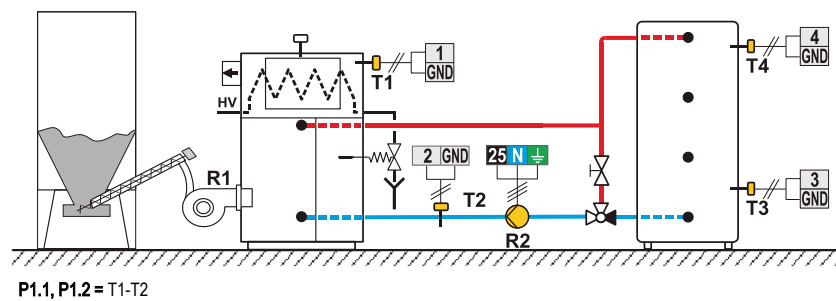 1
GND
T1
4
GND
T4
HV
2 GND
25 N
R1
T2
3
GND
T3
R2
P1.1, P1.2 = T1-T2